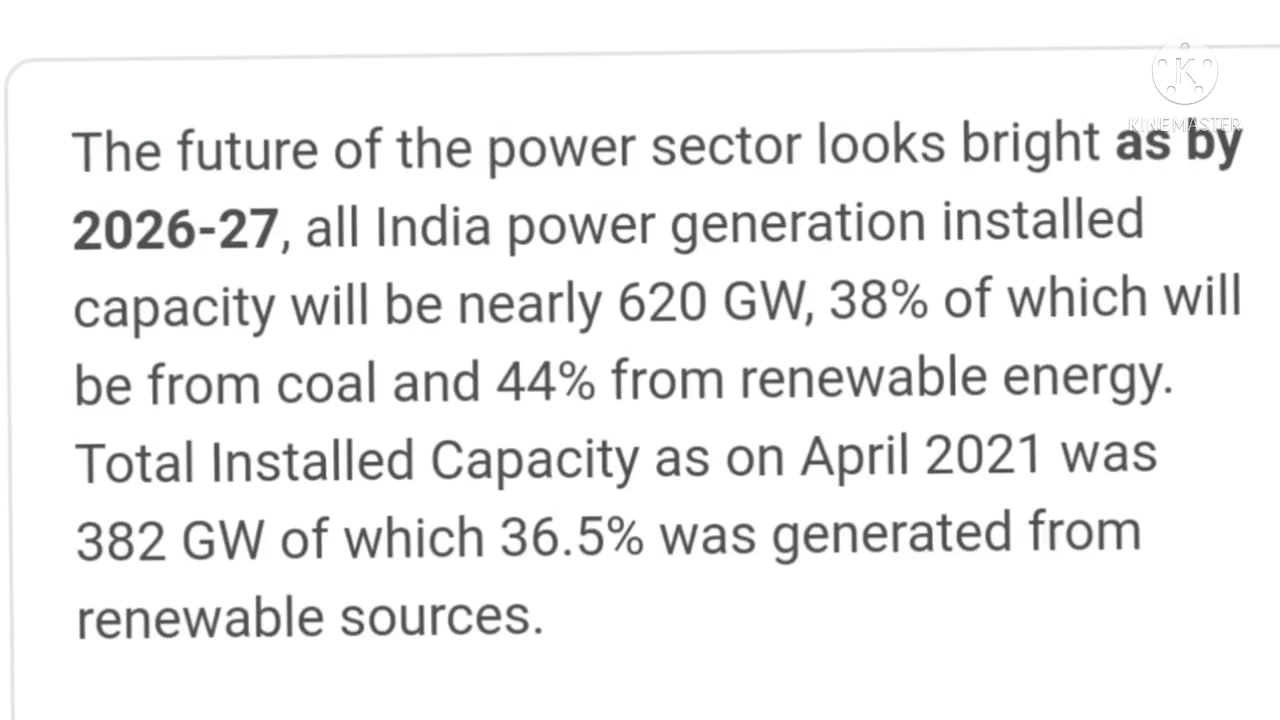 KINEMASTER
The future of the power sector looks bright as by
2026-27, all India power generation installed
capacity will be nearly 620 GW, 38% of which will
be from coal and 44% from renewable energy.
Total Installed Capacity as on April 2021 was
382 GW of which 36.5% was generated from
renewable sources.